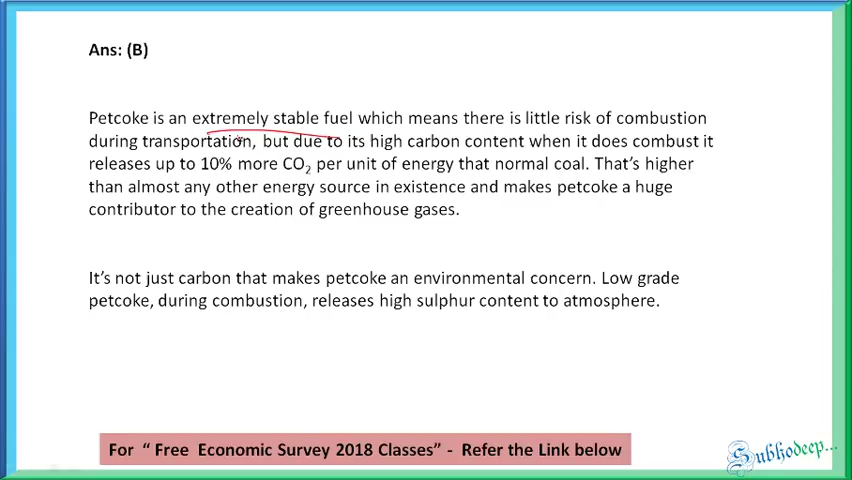 Ans: (B)
Petcoke is an extremely stable fuel which means there is little risk of combustion
during transportation, but due to its high carbon content when it does combust it
releases up to 10% more CO₂ per unit of energy that normal coal. That's higher
than almost any other energy source in existence and makes petcoke a huge
contributor to the creation of greenhouse gases.
It's not just carbon that makes petcoke an environmental concern. Low grade
petcoke, during combustion, releases high sulphur content to atmosphere.
For “ Free Economic Survey 2018 Classes” - Refer the Link below
Subhodeep...